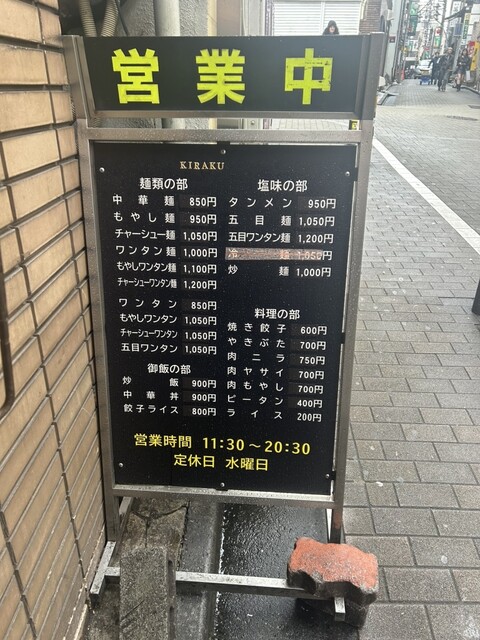 営業中
KIRAKU
麺類の部
中華麺 850円
もやし麺 950円
チャーシュー麺 1,050円
ワンタン麺 1,000円
もやしワンタン麺 1,100円
チャーシューワンタン麺 1,200円
ワンタン 850円
もやしワンタン 1,050円
チャーシューワンタン 1,050円
五目ワンタン 1,050円
御飯の部
炒飯 900円
中華丼 900円
餃子ライス 800円
塩味の部
タンメン 950円
五目麺 1,050円
五目ワンタン麺 1,200円
冷麺 1,050円
炒麺 1,000円
料理の部
焼き餃子 600円
やきぶた 700円
肉ニラ 750円
肉ヤサイ 700円
肉もやし 700円
ピータン 400円
ライス 200円
営業時間 11:30〜20:30
定休日 水曜日